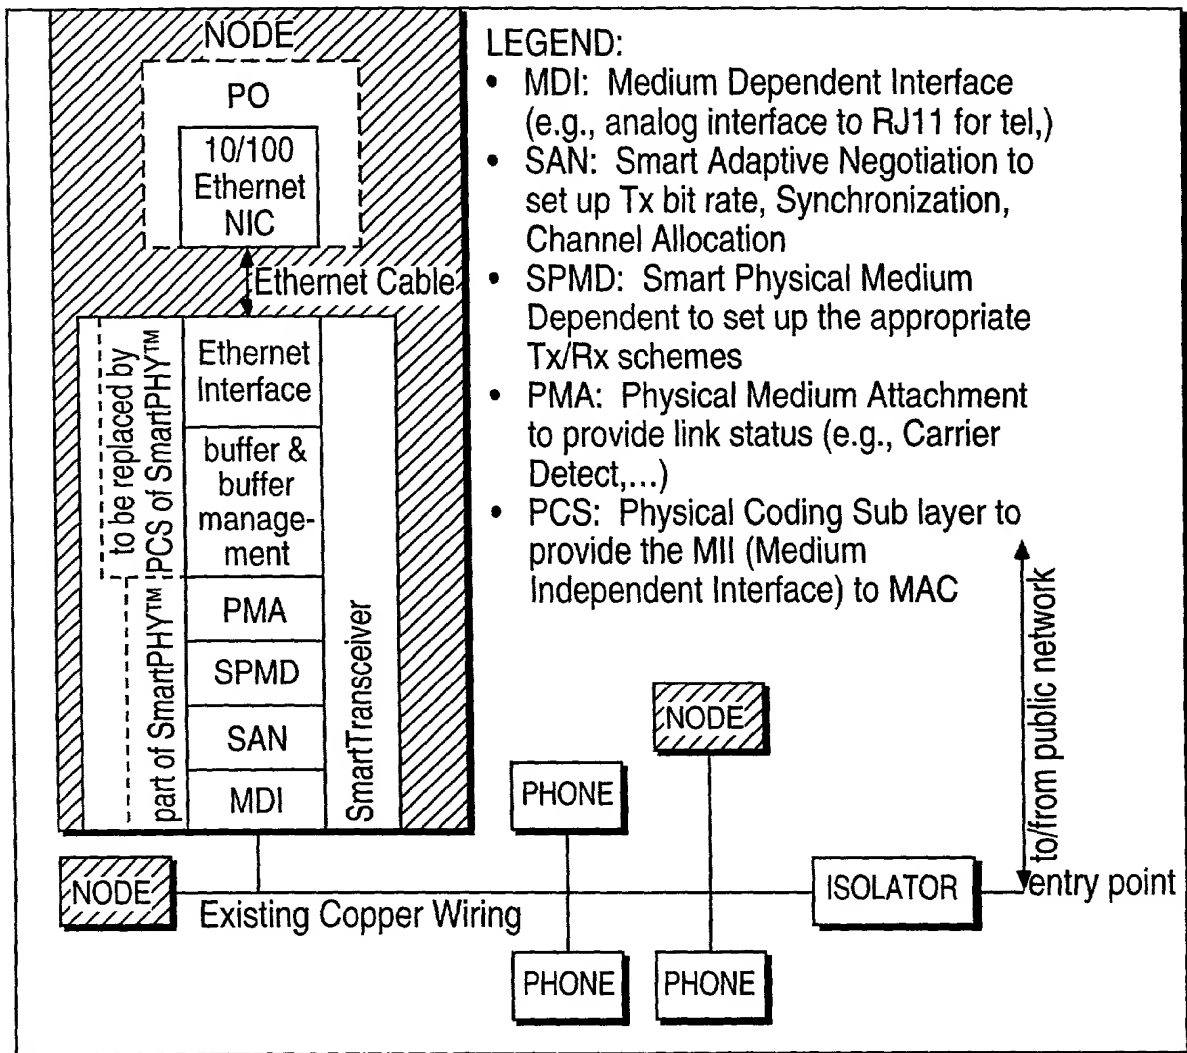 NODE
PO
10/100
Ethernet
NIC
Ethernet Cable
to be replaced by
PCS of SmartPHY™
Ethernet
Interface
buffer &
buffer
manage-
ment
part of SmartPHY™
PMA
SPMD
SAN
MDI
SmartTransceiver
LEGEND:
• MDI: Medium Dependent Interface
(e.g., analog interface to RJ11 for tel,)
• SAN: Smart Adaptive Negotiation to
set up Tx bit rate, Synchronization,
Channel Allocation
• SPMD: Smart Physical Medium
Dependent to set up the appropriate
Tx/Rx schemes
• PMA: Physical Medium Attachment
to provide link status (e.g., Carrier
Detect,...)
• PCS: Physical Coding Sub layer to
provide the MII (Medium
Independent Interface) to MAC
to/from public network
NODE
PHONE
NODE
Existing Copper Wiring
ISOLATOR
entry point
PHONE
PHONE